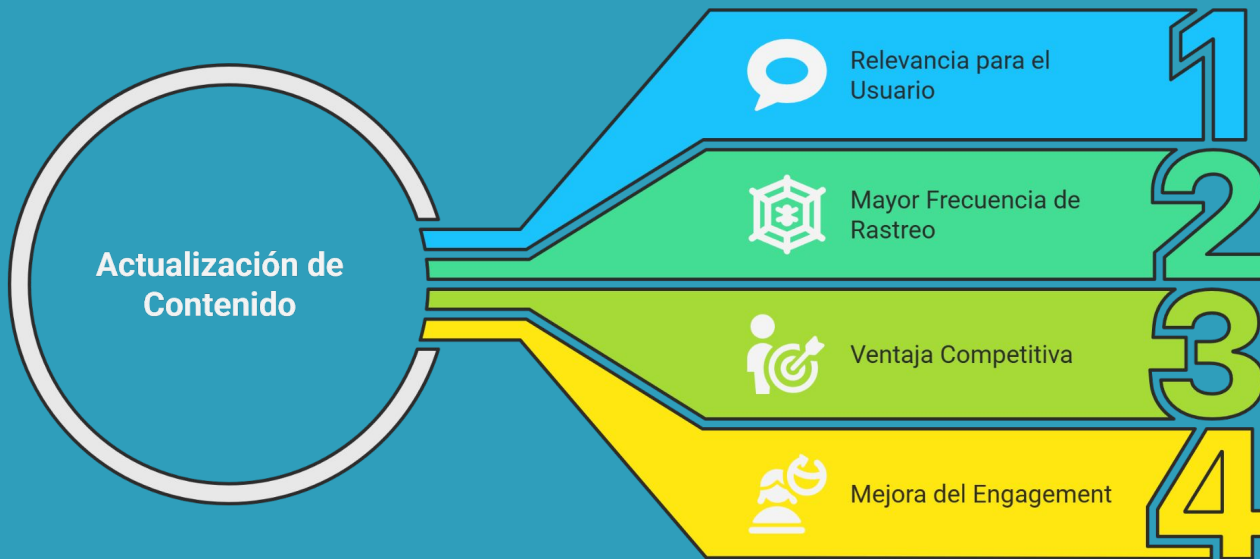 Actualización de
Contenido
Relevancia para el
Usuario
1
Mayor Frecuencia de
Rastreo
2
Ventaja Competitiva
3
Mejora del Engagement
4